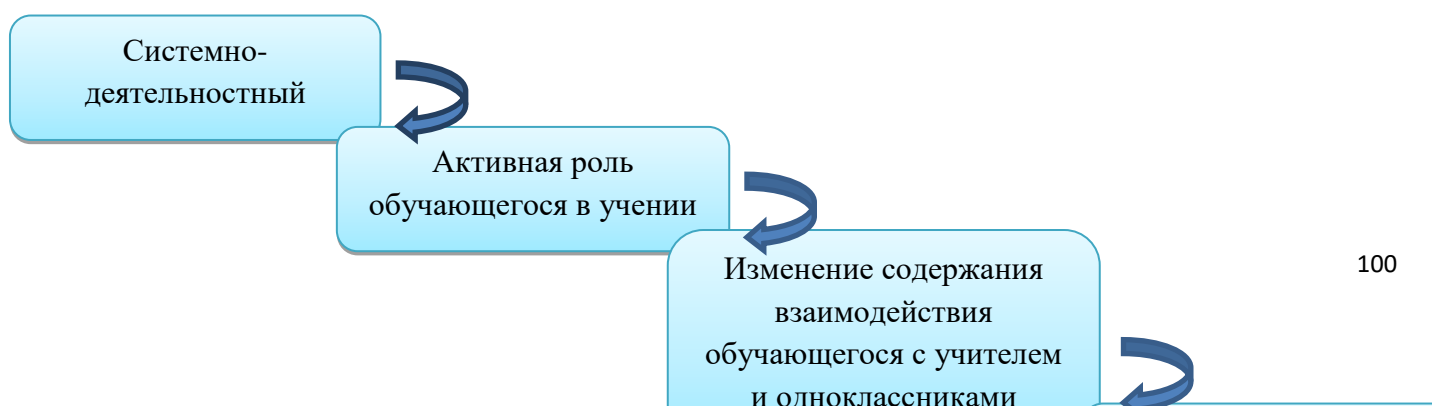 Системно-
деятельностный
Активная роль
обучающегося в учении
Изменение содержания
взаимодействия
обучающегося с учителем
и одноклассниками
100